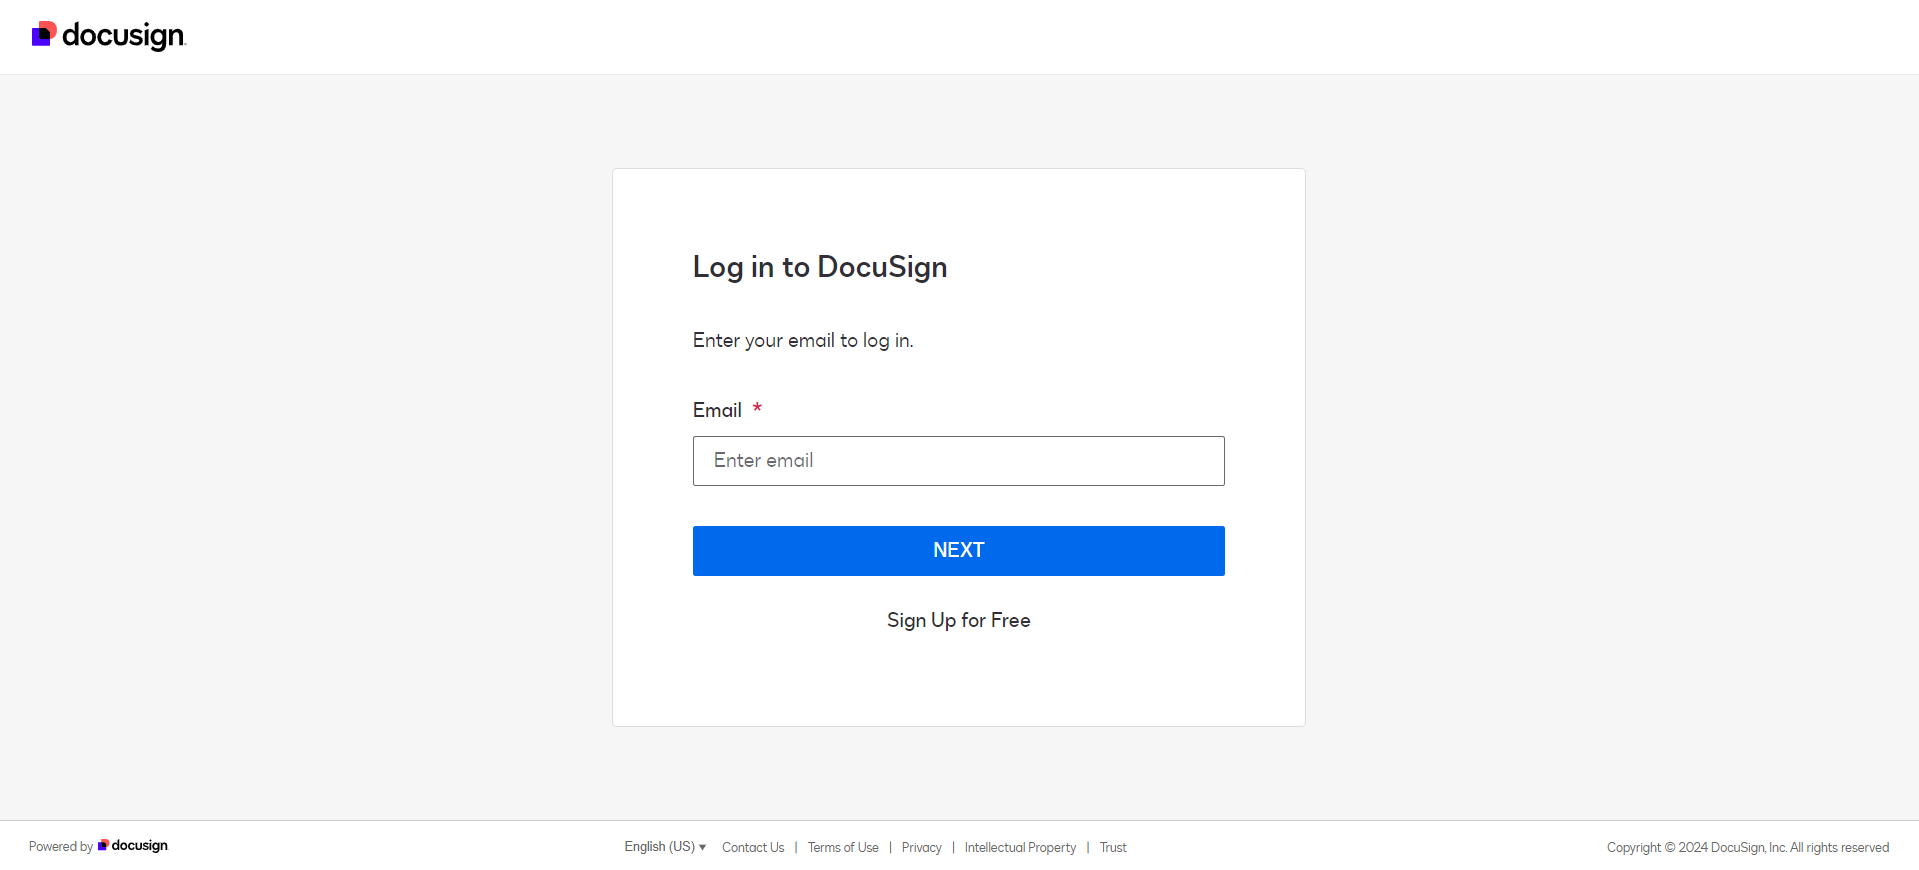 docusign
Log in to DocuSign
Enter your email to log in.
Email *
Enter email
NEXT
Sign Up for Free
Powered by docusign
English (US) ▼ Contact Us | Terms of Use | Privacy | Intellectual Property | Trust
Copyright © 2024 DocuSign, Inc. All rights reserved